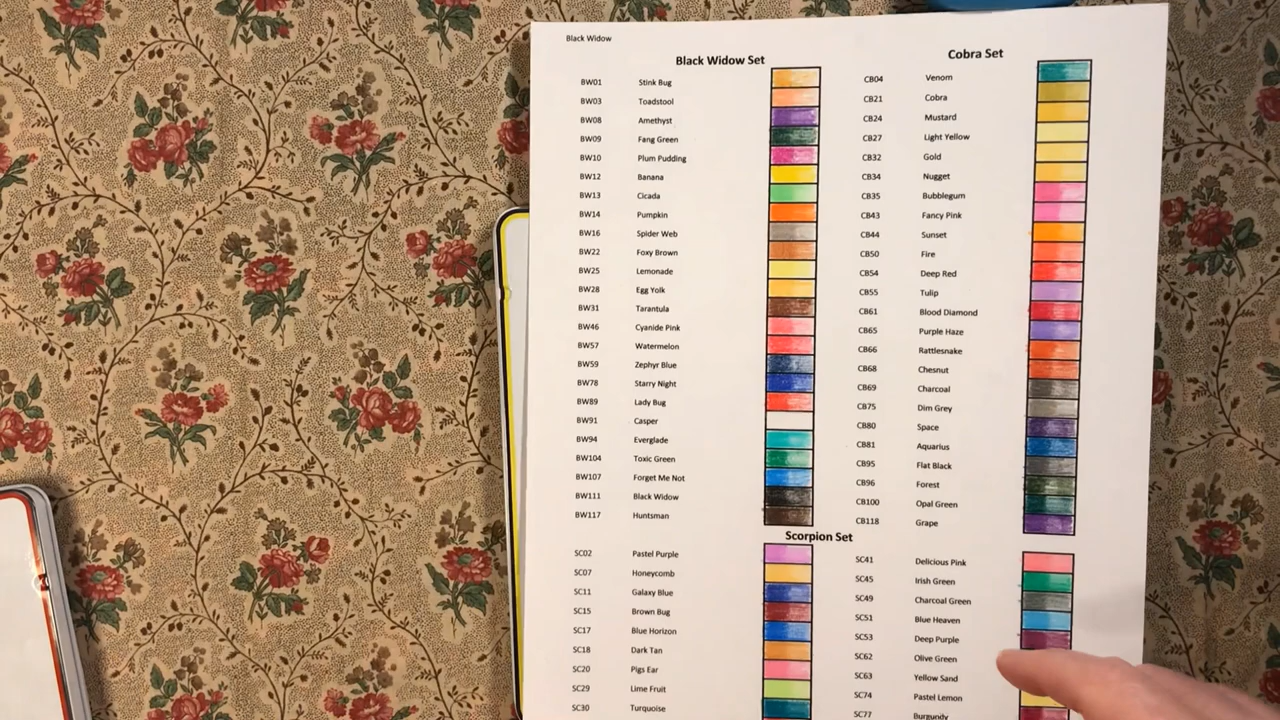 Black Widow
Black Widow Set
BW01 Stink Bug
BW03 Toadstool
BW08 Amethyst
BW09 Fang Green
BW10 Plum Pudding
BW12 Banana
BW13 Cicada
BW14 Pumpkin
BW16 Spider Web
BW22 Foxy Brown
BW25 Lemonade
BW28 Egg Yolk
BW31 Tarantula
BW46 Cyanide Pink
BW57 Watermelon
BW59 Zephyr Blue
BW78 Starry Night
BW89 Lady Bug
BW91 Casper
BW94 Everglade
BW104 Toxic Green
BW107 Forget Me Not
BW111 Black Widow
BW117 Huntsman
Cobra Set
CB04 Venom
CB21 Cobra
CB24 Mustard
CB27 Light Yellow
CB32 Gold
CB34 Nugget
CB35 Bubblegum
CB43 Fancy Pink
CB44 Sunset
CB50 Fire
CB54 Deep Red
CB55 Tulip
CB61 Blood Diamond
CB65 Purple Haze
CB66 Rattlesnake
CB68 Chesnut
CB69 Charcoal
CB75 Dim Grey
CB80 Space
CB81 Aquarius
CB95 Flat Black
CB96 Forest
CB100 Opal Green
CB118 Grape
Scorpion Set
SC02 Pastel Purple
SC07 Honeycomb
SC11 Galaxy Blue
SC15 Brown Bug
SC17 Blue Horizon
SC18 Dark Tan
SC20 Pigs Ear
SC29 Lime Fruit
SC30 Turquoise
SC41 Delicious Pink
SC45 Irish Green
SC49 Charcoal Green
SC51 Blue Heaven
SC53 Deep Purple
SC62 Olive Green
SC63 Yellow Sand
SC74 Pastel Lemon
SC77 Burgundy